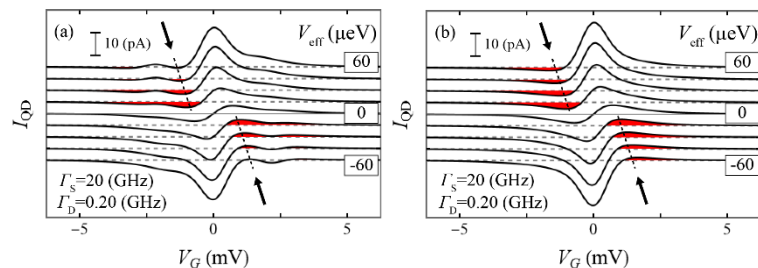 (a)
10 (pA)
V_eff (μeV)
60
0
-60
I_QD
Γ_S=20 (GHz)
Γ_D=0.20 (GHz)
−5
0
5
V_G (mV)
(b)
10 (pA)
V_eff (μeV)
60
0
-60
I_QD
Γ_S=20 (GHz)
Γ_D=0.20 (GHz)
−5
0
5
V_G (mV)